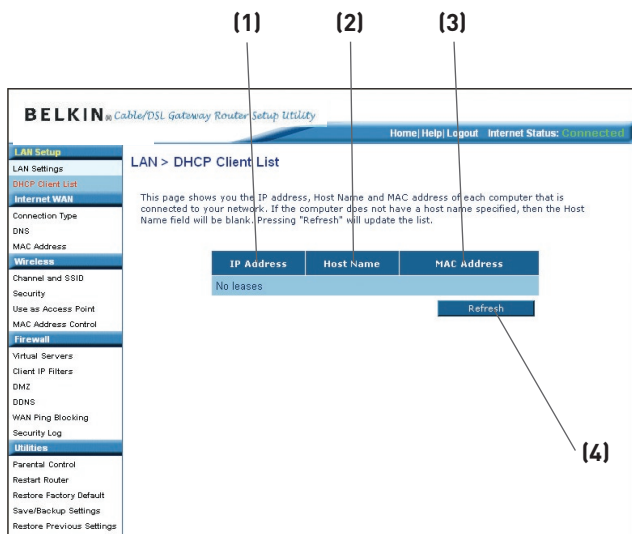 (1) (2) (3)
BELKIN® Cable/DSL Gateway Router Setup Utility
Home| Help| Logout Internet Status: Connected
LAN Setup
LAN Settings
DHCP Client List
Internet WAN
Connection Type
DNS
MAC Address
Wireless
Channel and SSID
Security
Use as Access Point
MAC Address Control
Firewall
Virtual Servers
Client IP Filters
DMZ
DDNS
WAN Ping Blocking
Security Log
Utilities
Parental Control
Restart Router
Restore Factory Default
Save/Backup Settings
Restore Previous Settings
LAN > DHCP Client List
This page shows you the IP address, Host Name and MAC address of each computer that is
connected to your network. If the computer does not have a host name specified, then the Host
Name field will be blank. Pressing "Refresh" will update the list.
IP Address Host Name MAC Address
No leases
Refresh
(4)